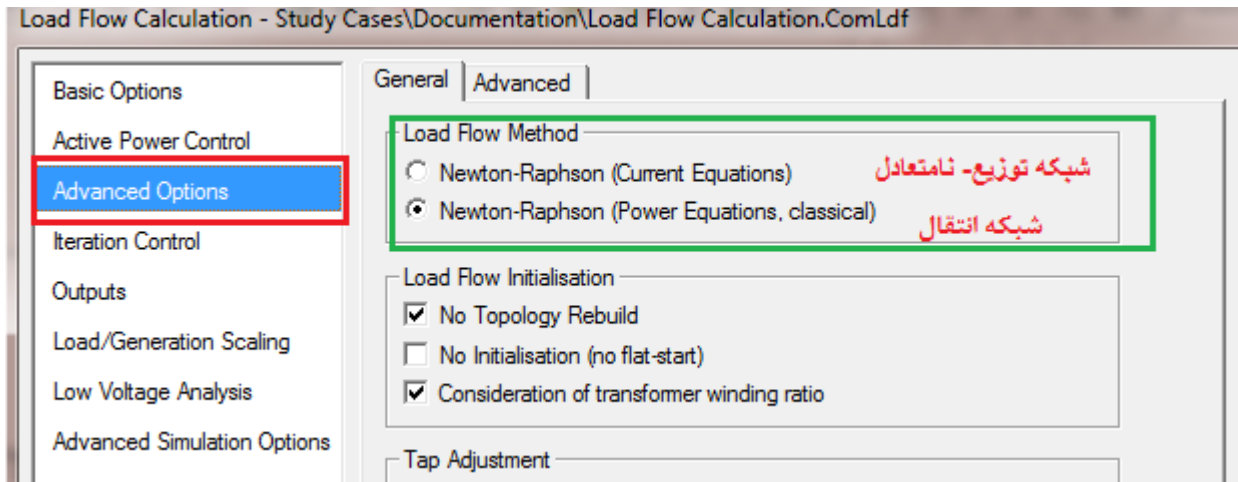 Load Flow Calculation - Study Cases\Documentation\Load Flow Calculation.ComLdf
Basic Options
Active Power Control
Advanced Options
Iteration Control
Outputs
Load/Generation Scaling
Low Voltage Analysis
Advanced Simulation Options
General
Advanced
Load Flow Method
Newton-Raphson (Current Equations)
شبکه توزیع- نامتعادل
Newton-Raphson (Power Equations, classical)
شبکه انتقال
Load Flow Initialisation
No Topology Rebuild
No Initialisation (no flat-start)
Consideration of transformer winding ratio
Tap Adjustment